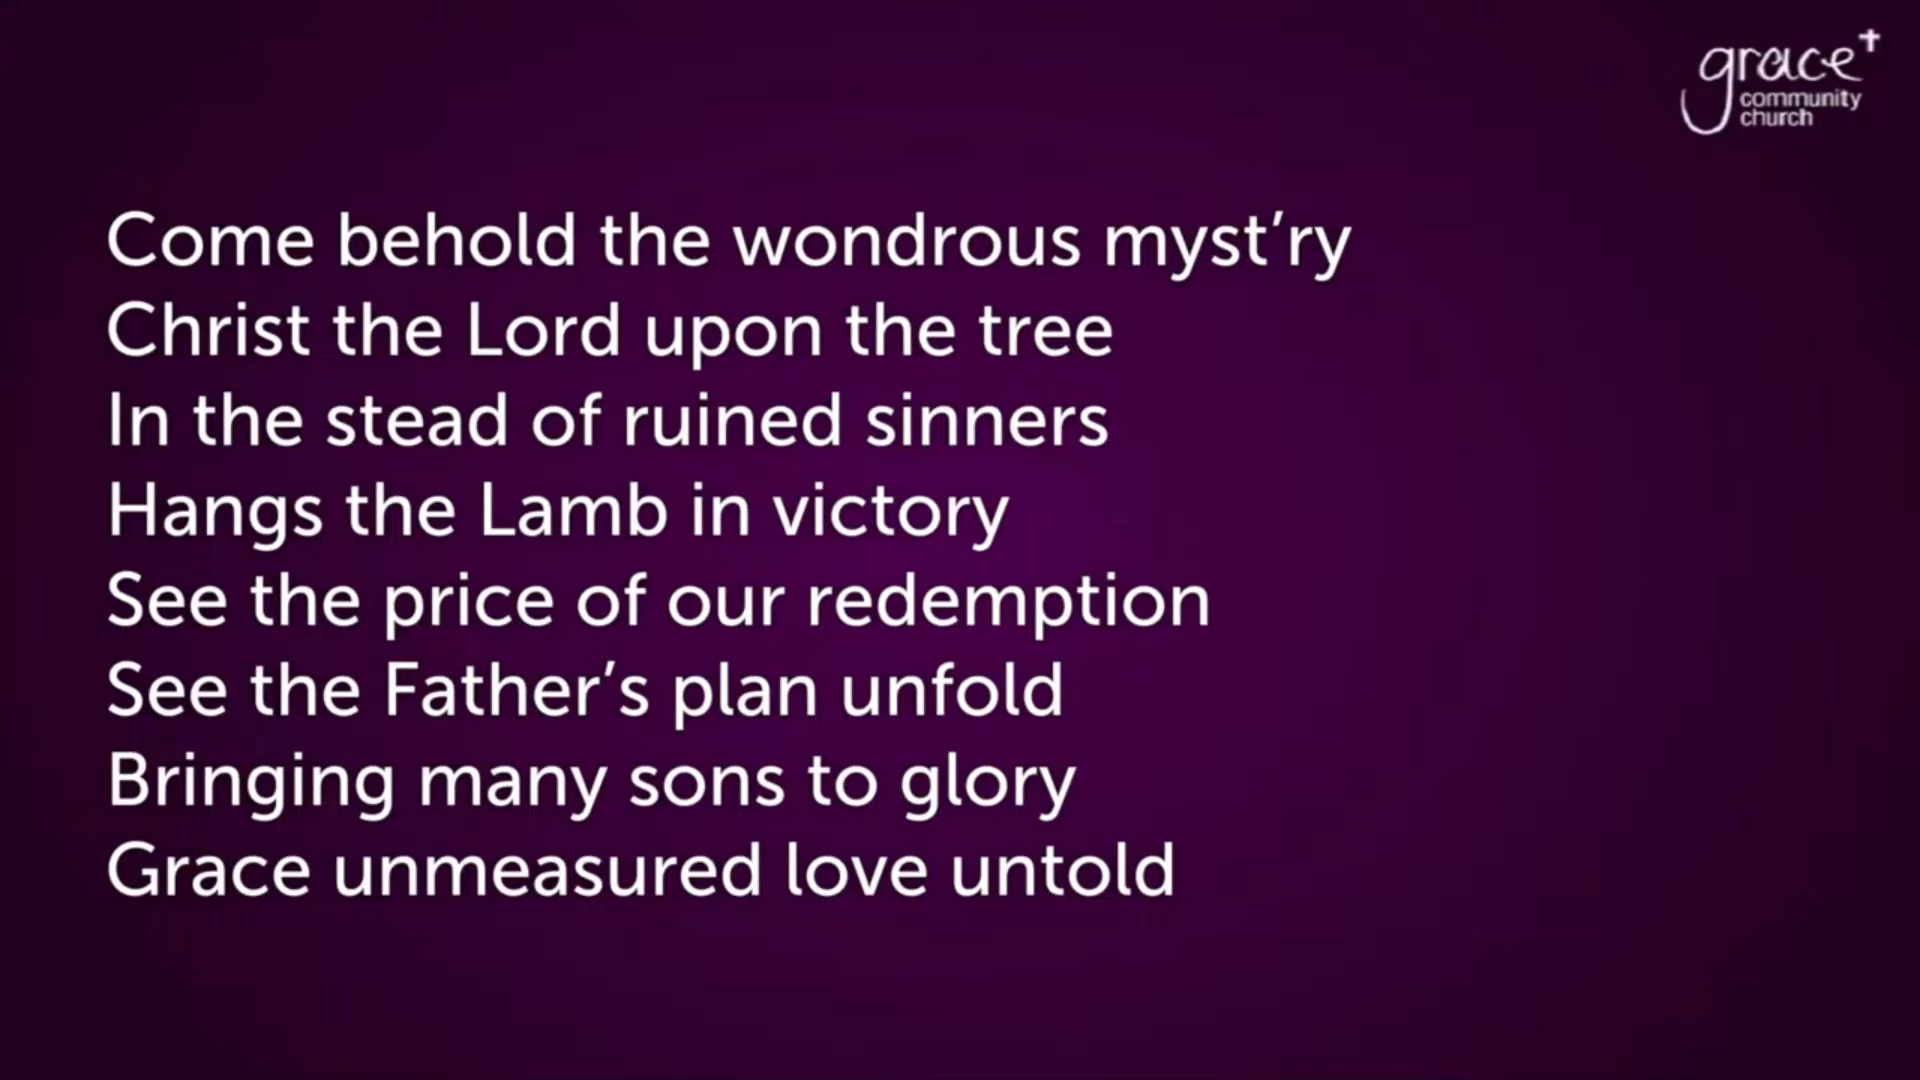 grace
community
church
Come behold the wondrous myst’ry
Christ the Lord upon the tree
In the stead of ruined sinners
Hangs the Lamb in victory
See the price of our redemption
See the Father’s plan unfold
Bringing many sons to glory
Grace unmeasured love untold